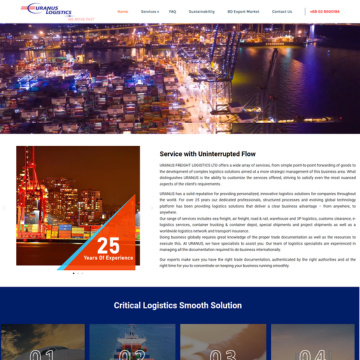 URANUS
LOGISTICS
Home
Services
FAQ
Sustainability
BD Export Market
Contact Us
Service with Uninterrupted Flow
URANUS FREIGHT LOGISTICS LTD offers a wide array of services, from simple point-to-point forwarding of goods to
the development of complex logistics solutions aimed at a more strategic management of this business area. What
distinguishes URANUS is the ability to customize the services offered, striving to satisfy even the most nuanced
aspects of the client's requirements.
URANUS has a solid reputation for providing personalized, innovative logistics solutions for companies throughout
the world. For over 25 years our dedicated professionals, structured processes and evolving global technology
platform has been providing logistics solutions that deliver a clear business advantage - from anywhere, to
anywhere.
Our range of services includes sea freight, air freight, road & rail, warehouse and 3P logistics, customs clearance, e-
logistics services, container trucking & container depot, special shipments and project shipments as well as a
worldwide logistics network and transport insurance.
Doing business globally requires good knowledge of the proper trade documentation as well as the resources to
execute this. At URANUS, we have specialists to assist you. Our team of logistics specialists are experienced in
managing all the documentation required to do business internationally.
Our experts make sure you have the right trade documentation, authenticated by the right authorities and at the
right time for you to concentrate on keeping your business running smoothly.
25
Years Of Experience
Critical Logistics Smooth Solution
01
02
03
04